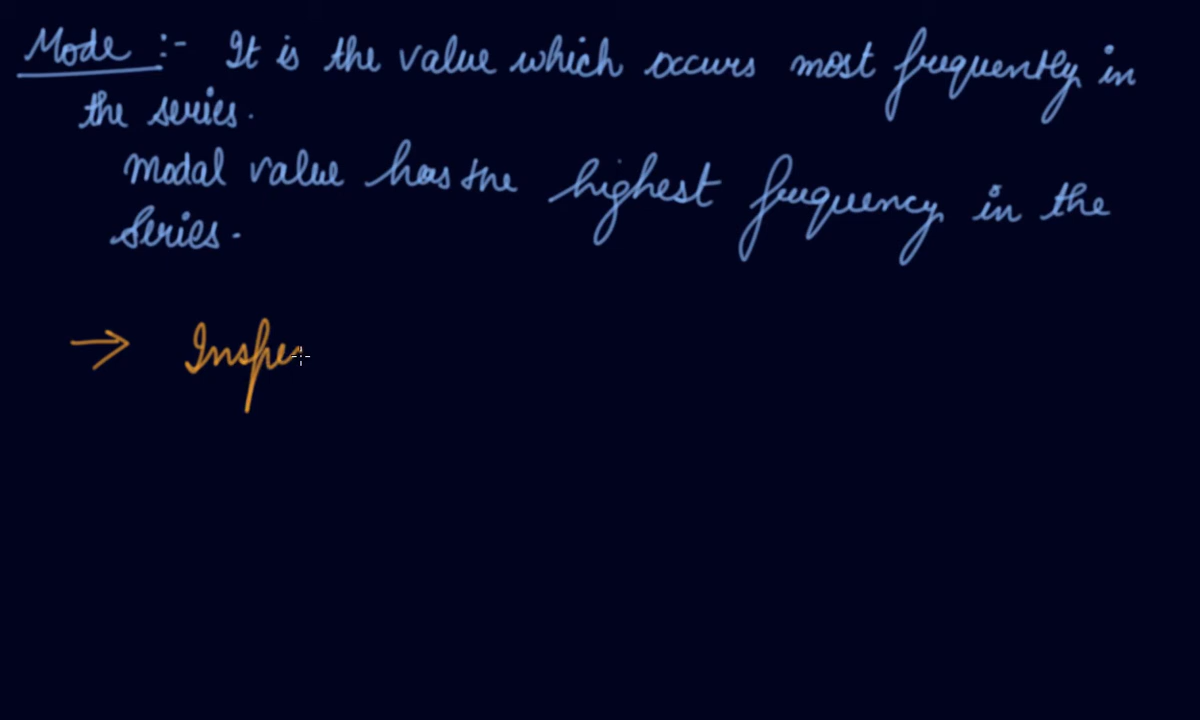 Mode :- It is the value which occurs most frequently in
the series.
Modal value has the highest frequency in the
Series.
→ Inspe